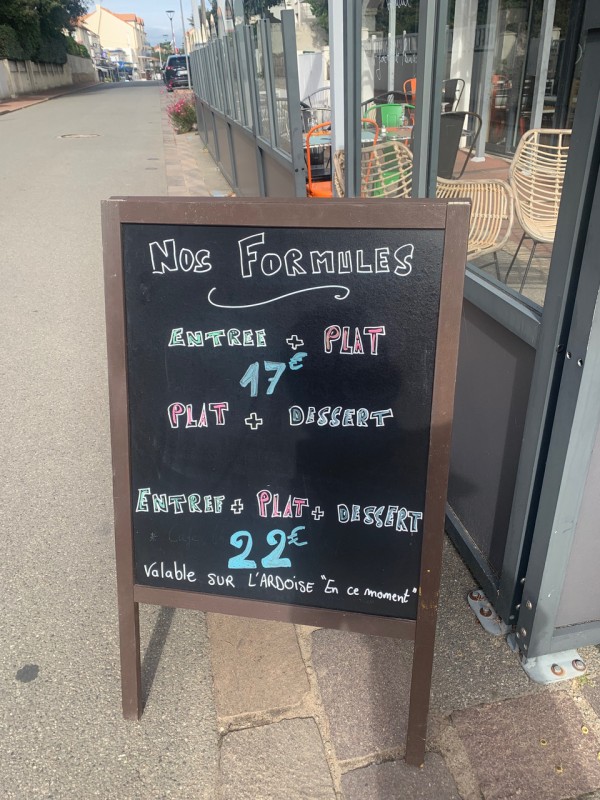 NOS FORMULES
ENTREE + PLAT
17€
PLAT + DESSERT
ENTREE + PLAT + DESSERT
22€
Valable SUR L'ARDOISE "En ce moment"